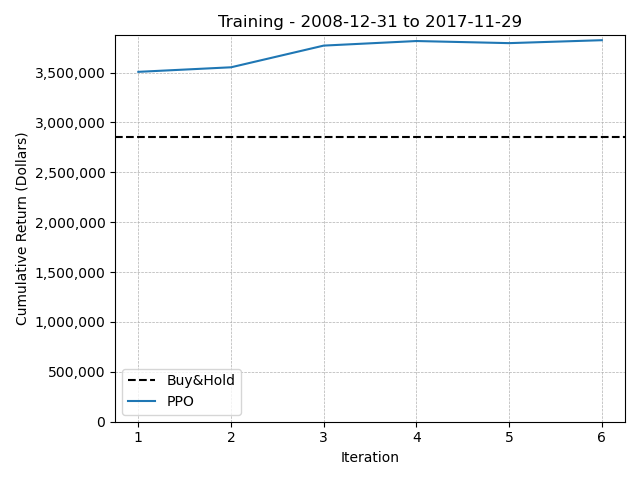 Training - 2008-12-31 to 2017-11-29
Cumulative Return (Dollars)
3,500,000
3,000,000
2,500,000
2,000,000
1,500,000
1,000,000
500,000
0
Buy&Hold
PPO
1 2 3 4 5 6
Iteration